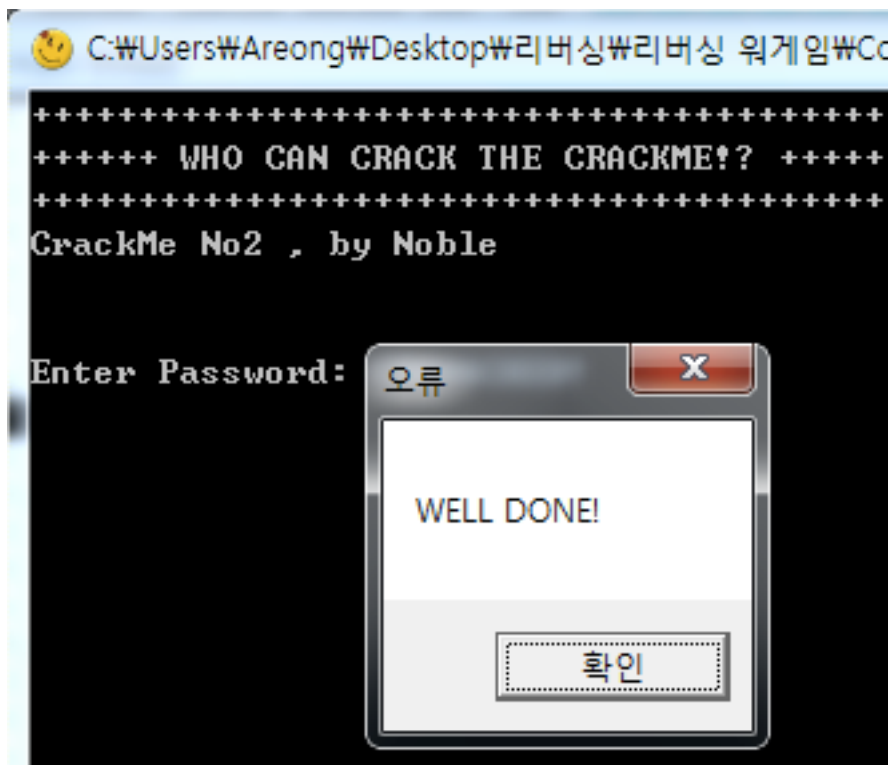 C:₩Users₩Areong₩Desktop₩리버싱₩리버싱 워게임₩Co
++++++++++++++++++++++++++++++++++++++++
++++++ WHO CAN CRACK THE CRACKME!? +++++
++++++++++++++++++++++++++++++++++++++++
CrackMe No2 , by Noble
Enter Password:
오류
WELL DONE!
확인